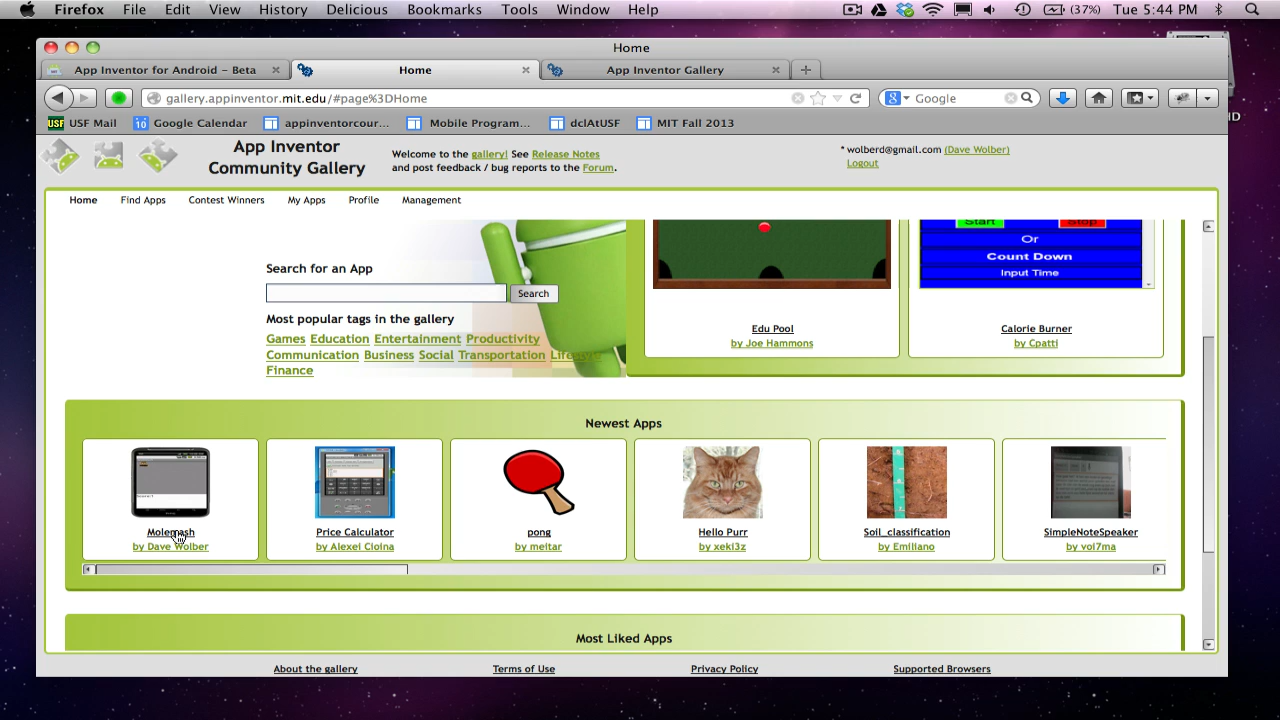 Firefox File Edit View History Delicious Bookmarks Tools Window Help (37%) Tue 5:44 PM
Home
App Inventor for Android – Beta Home App Inventor Gallery
gallery.appinventor.mit.edu/#page%3DHome Google
USF Mail Google Calendar appinventorcour... Mobile Program... dclAtUSF MIT Fall 2013
App Inventor
Community Gallery
Welcome to the gallery! See Release Notes
and post feedback / bug reports to the Forum.
* wolberd@gmail.com (Dave Wolber)
Logout
Home Find Apps Contest Winners My Apps Profile Management
Search for an App
Search
Most popular tags in the gallery
Games Education Entertainment Productivity
Communication Business Social Transportation Lifestyle
Finance
Start Stop
Or
Count Down
Input Time
Edu Pool
by Joe Hammons
Calorie Burner
by Cpatti
Newest Apps
Molemash
by Dave Wolber
Price Calculator
by Alexei Cioina
pong
by meitar
Hello Purr
by xeki3z
Soil_classification
by Emiliano
SimpleNoteSpeaker
by voi7ma
Most Liked Apps
About the gallery Terms of Use Privacy Policy Supported Browsers